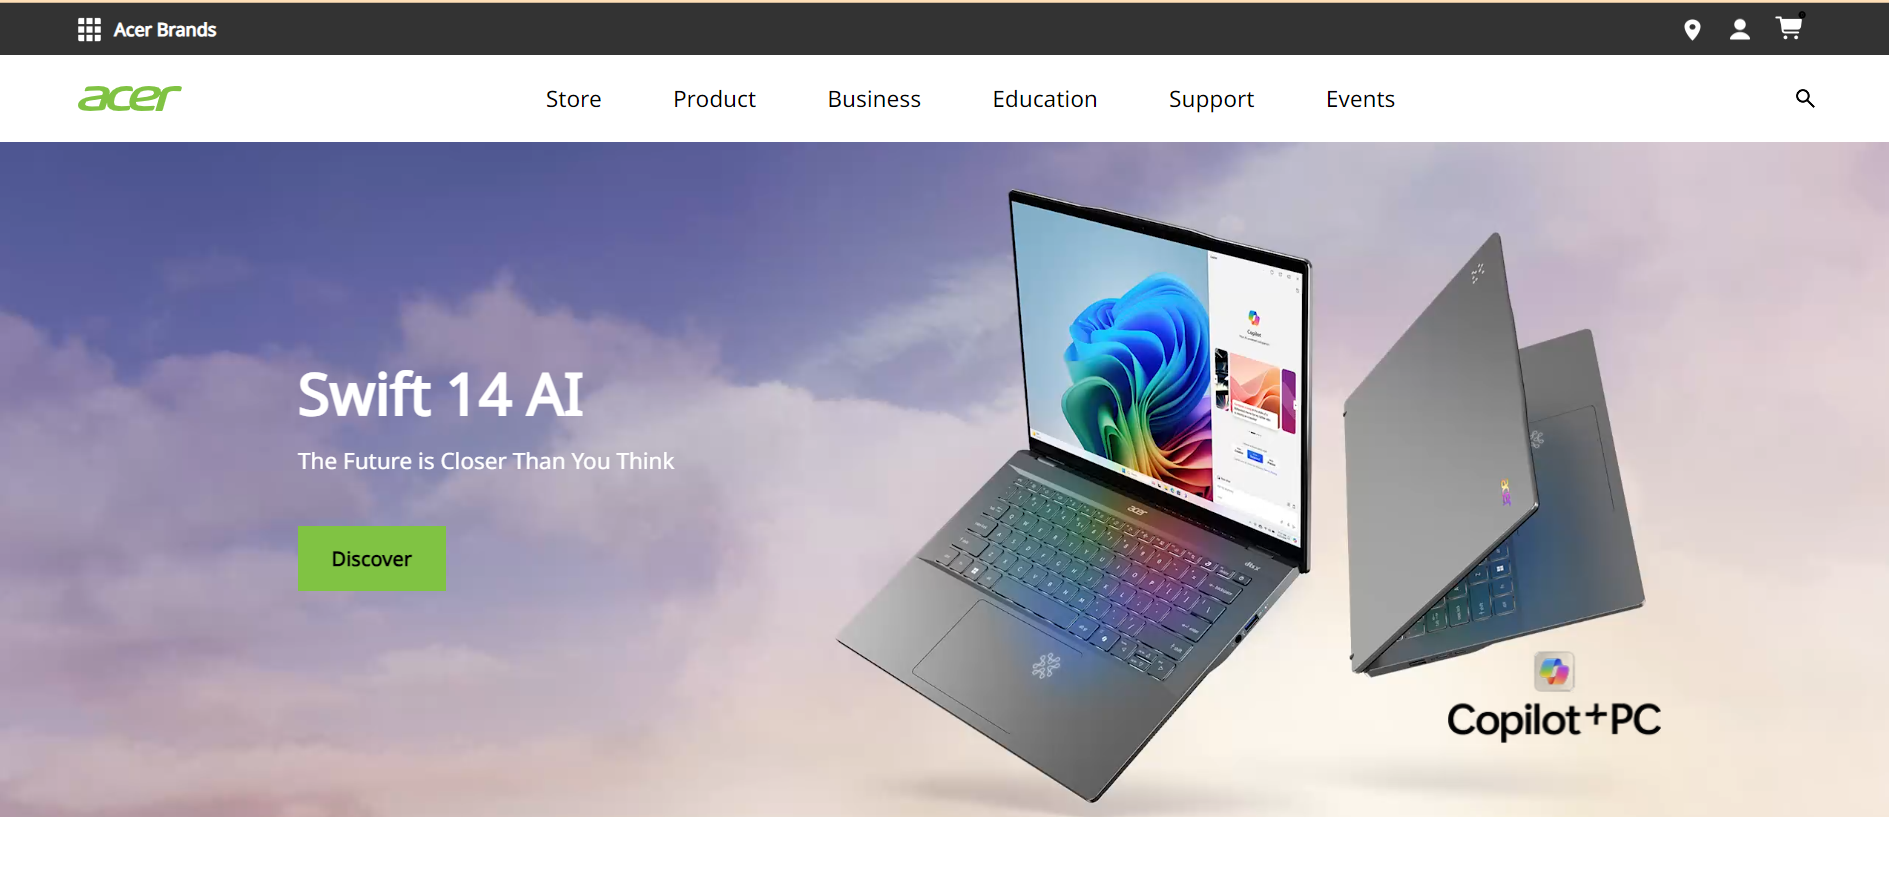 Acer Brands
acer
Store
Product
Business
Education
Support
Events
Swift 14 AI
The Future is Closer Than You Think
Discover
Copilot
acer
Copilot+PC